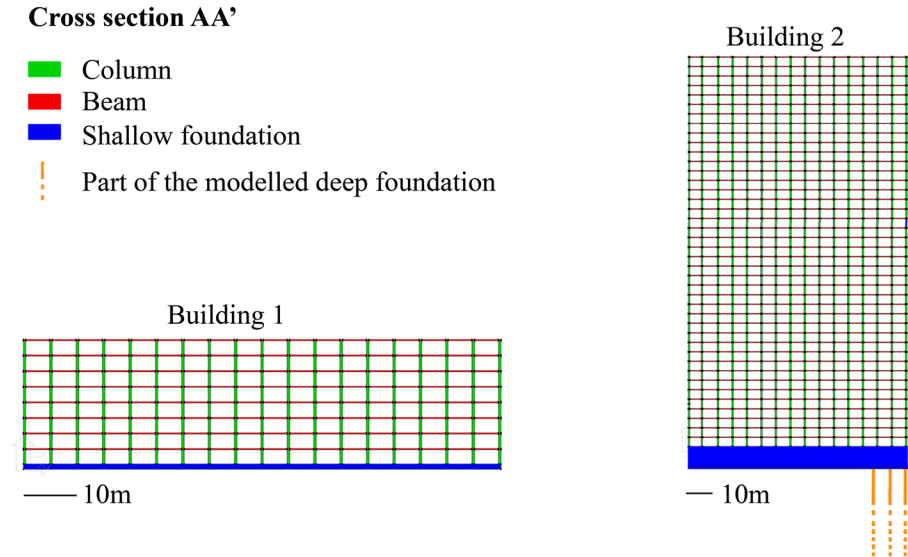 Cross section AA’
Column
Beam
Shallow foundation
Part of the modelled deep foundation
Building 1
10m
Building 2
10m